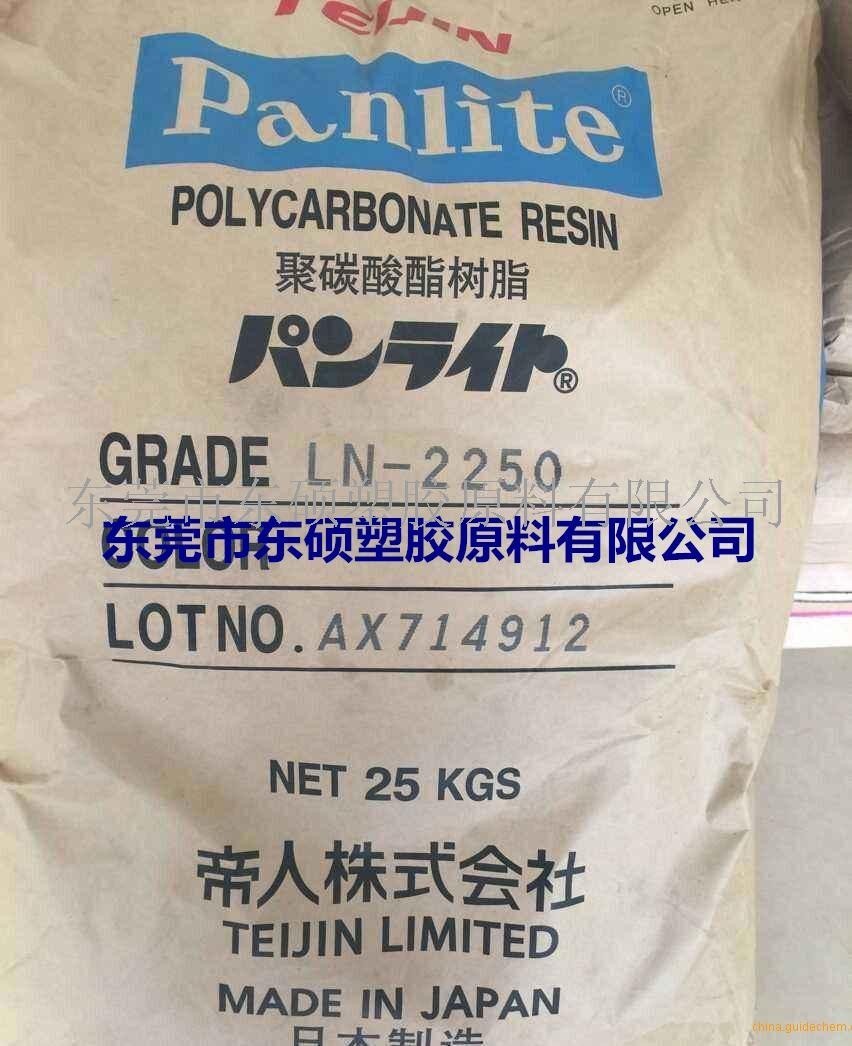 TEIJIN
OPEN
Panlite®
POLYCARBONATE RESIN
聚碳酸酯树脂
パンライト®
GRADE LN-2250
东莞市东硕塑胶原料有限公司
东莞市东硕塑胶原料有限公司
COLOR
LOT NO. AX714912
NET 25 KGS
帝人株式会社
TEIJIN LIMITED
MADE IN JAPAN
日本製造
china.guidechem.c